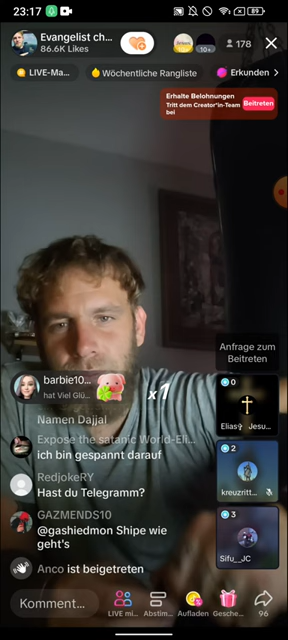 23:17
89
Evangelist ch...
86.6K Likes
10+
178
LIVE-Ma...
Wöchentliche Rangliste
Erkunden
Erhalte Belohnungen
Tritt dem Creator*in-Team
bei
Beitreten
Anfrage zum
Beitreten
0
Elias✞ Jesu...
2
kreuzritt...
3
Sifu__JC
barbie10...
hat Viel Glü...
x1
Namen Dajjal
Expose the satanic World-Eli...
ich bin gespannt darauf
RedjokeRY
Hast du Telegramm?
GAZMENDS10
@gashiedmon Shipe wie
geht's
Anco ist beigetreten
Komment...
LIVE mi...
Abstim...
Aufladen
Gesche...
96